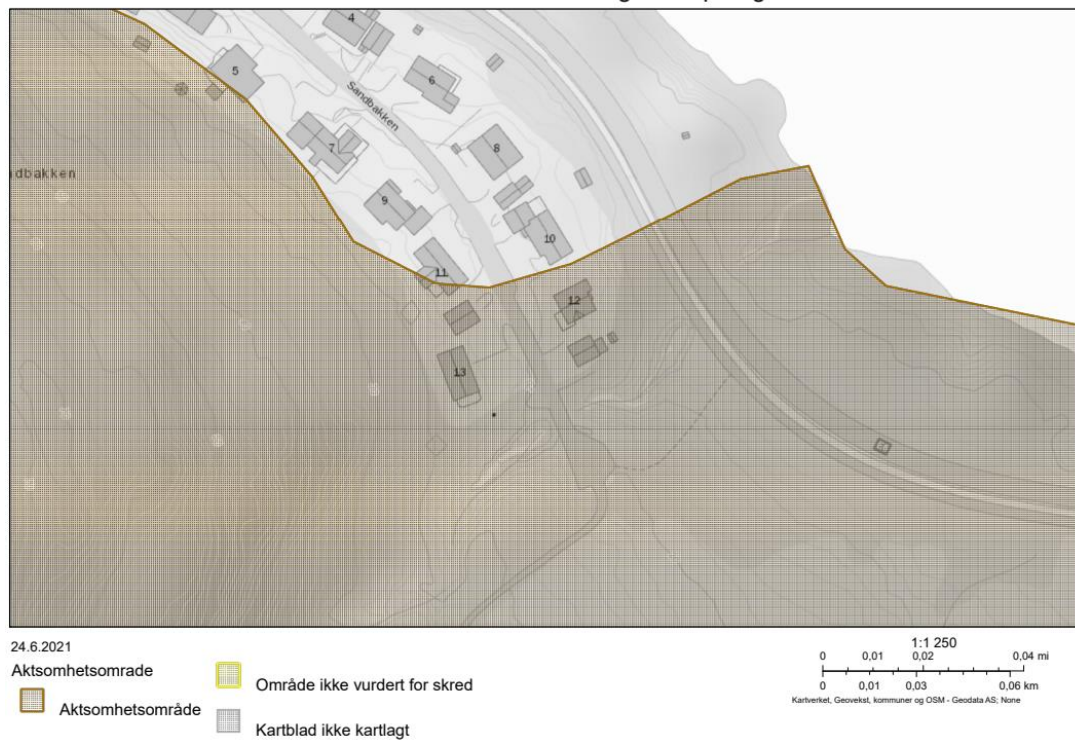 4
5
6
Sandbakken
7
8
ndbakken
9
10
11
12
13
24.6.2021
Aktsomhetsomrade
Aktsomhetsområde
Område ikke vurdert for skred
Kartblad ikke kartlagt
1:1 250
0 0,01 0,02 0,04 mi
0 0,01 0,03 0,06 km
Kartverket, Geovekst, kommuner og OSM - Geodata AS; None